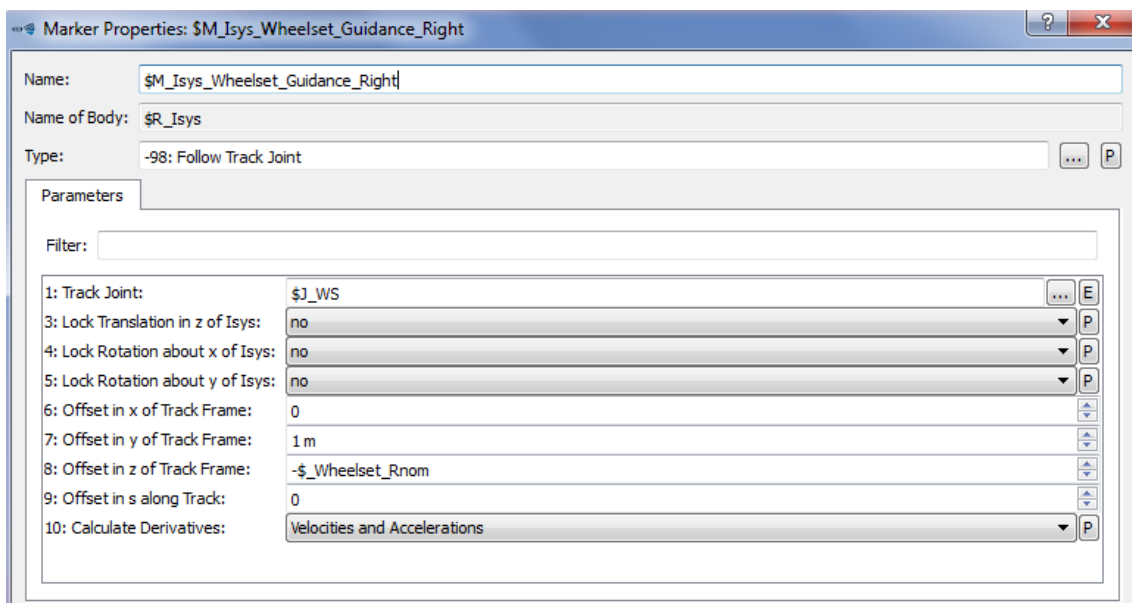 Marker Properties: $M_Isys_Wheelset_Guidance_Right ? X
Name: $M_Isys_Wheelset_Guidance_Right
Name of Body: $R_Isys
Type: -98: Follow Track Joint ... P
Parameters
Filter:
1: Track Joint: $J_WS ... E
3: Lock Translation in z of Isys: no P
4: Lock Rotation about x of Isys: no P
5: Lock Rotation about y of Isys: no P
6: Offset in x of Track Frame: 0
7: Offset in y of Track Frame: 1 m
8: Offset in z of Track Frame: -$_Wheelset_Rnom
9: Offset in s along Track: 0
10: Calculate Derivatives: Velocities and Accelerations P